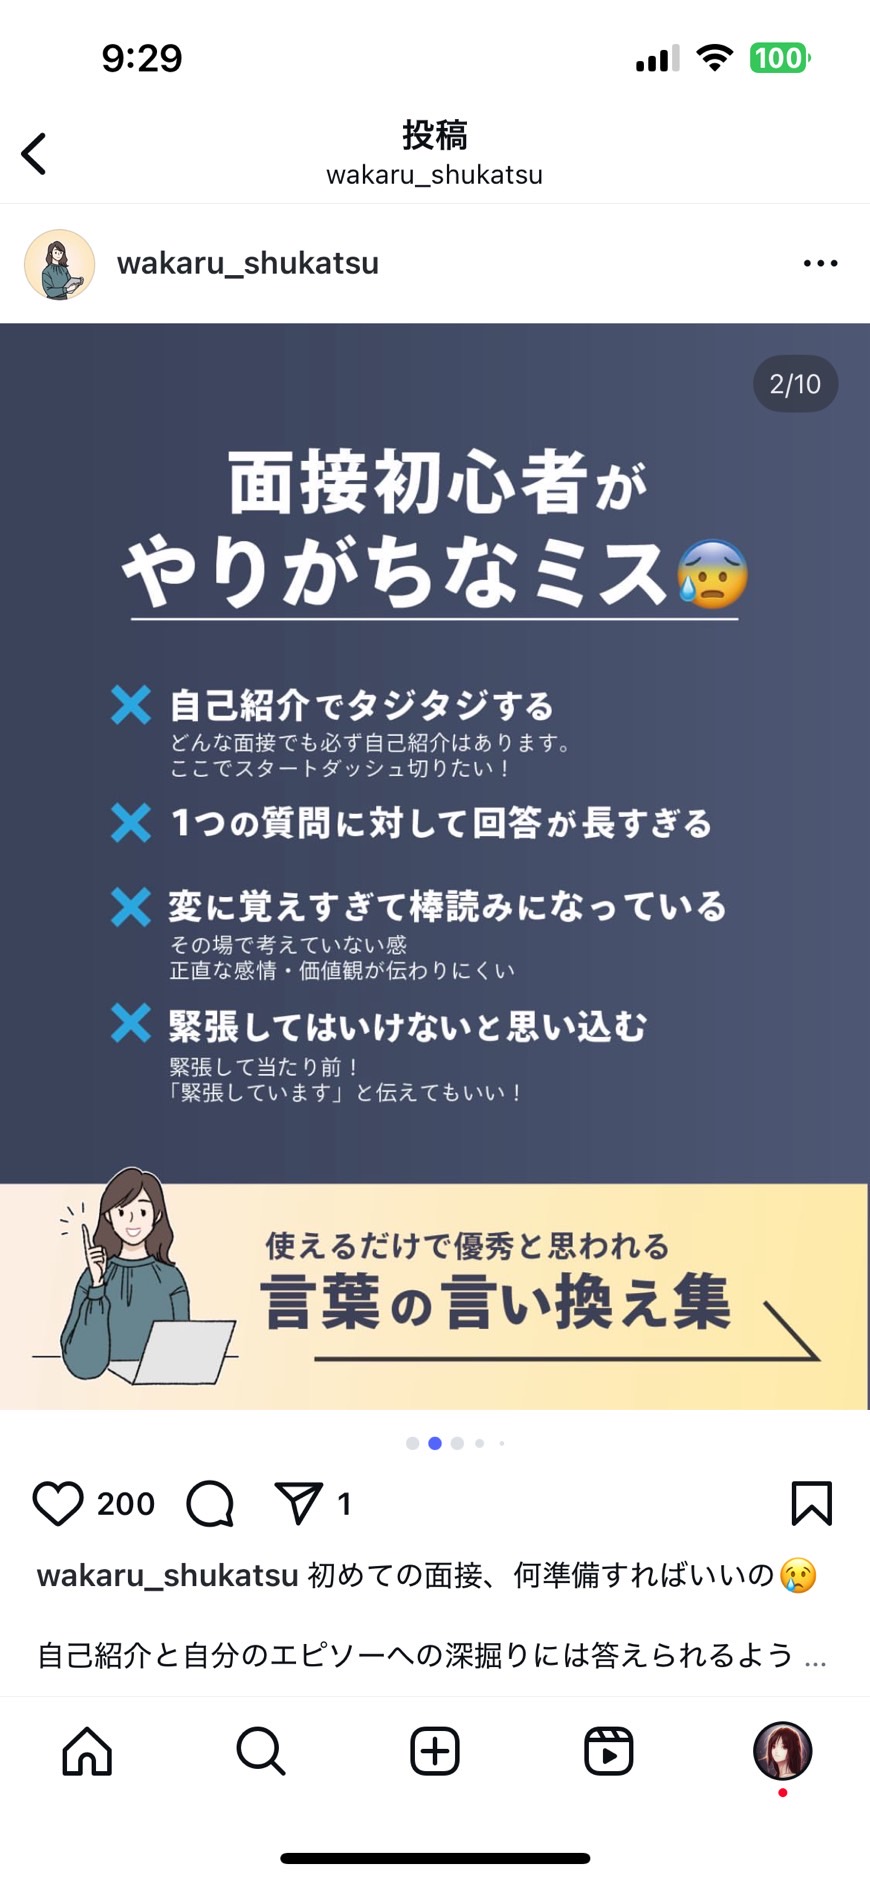 9:29
100
投稿
wakaru_shukatsu
wakaru_shukatsu
2/10
面接初心者が
やりがちなミス😰
自己紹介でタジタジする
どんな面接でも必ず自己紹介はあります。
ここでスタートダッシュ切りたい！
1つの質問に対して回答が長すぎる
変に覚えすぎて棒読みになっている
その場で考えていない感
正直な感情・価値観が伝わりにくい
緊張してはいけないと思い込む
緊張して当たり前！
「緊張しています」と伝えてもいい！
使えるだけで優秀と思われる
言葉の言い換え集
200
1
wakaru_shukatsu 初めての面接、何準備すればいいの😢
自己紹介と自分のエピソーへの深掘りには答えられるよう ...